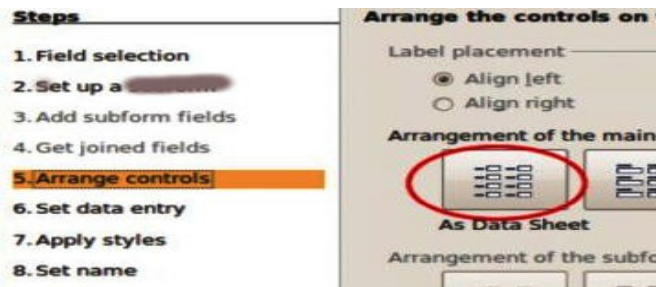 Steps
1. Field selection
2. Set up a
3. Add subform fields
4. Get joined fields
5. Arrange controls
6. Set data entry
7. Apply styles
8. Set name
Arrange the controls on
Label placement
Align left
Align right
Arrangement of the main
As Data Sheet
Arrangement of the subfo